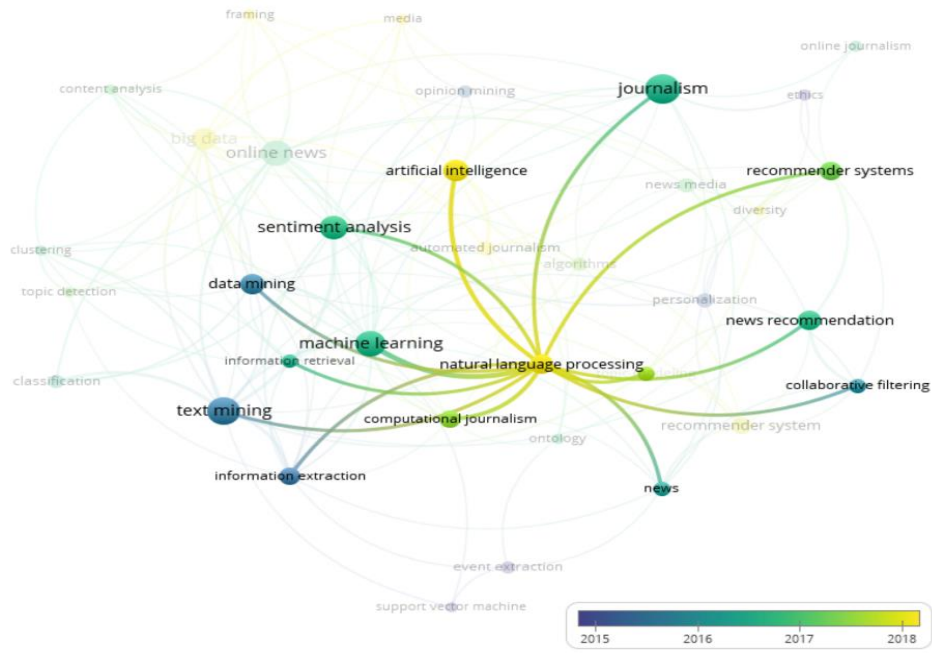 framing
media
online journalism
content analysis
opinion mining
journalism
ethics
big data
online news
artificial intelligence
recommender systems
news media
diversity
sentiment analysis
automated journalism
clustering
algorithms
data mining
topic detection
personalization
news recommendation
machine learning
information retrieval
natural language processing
classification
collaborative filtering
text mining
computational journalism
recommender system
ontology
information extraction
news
event extraction
support vector machine
2015 2016 2017 2018